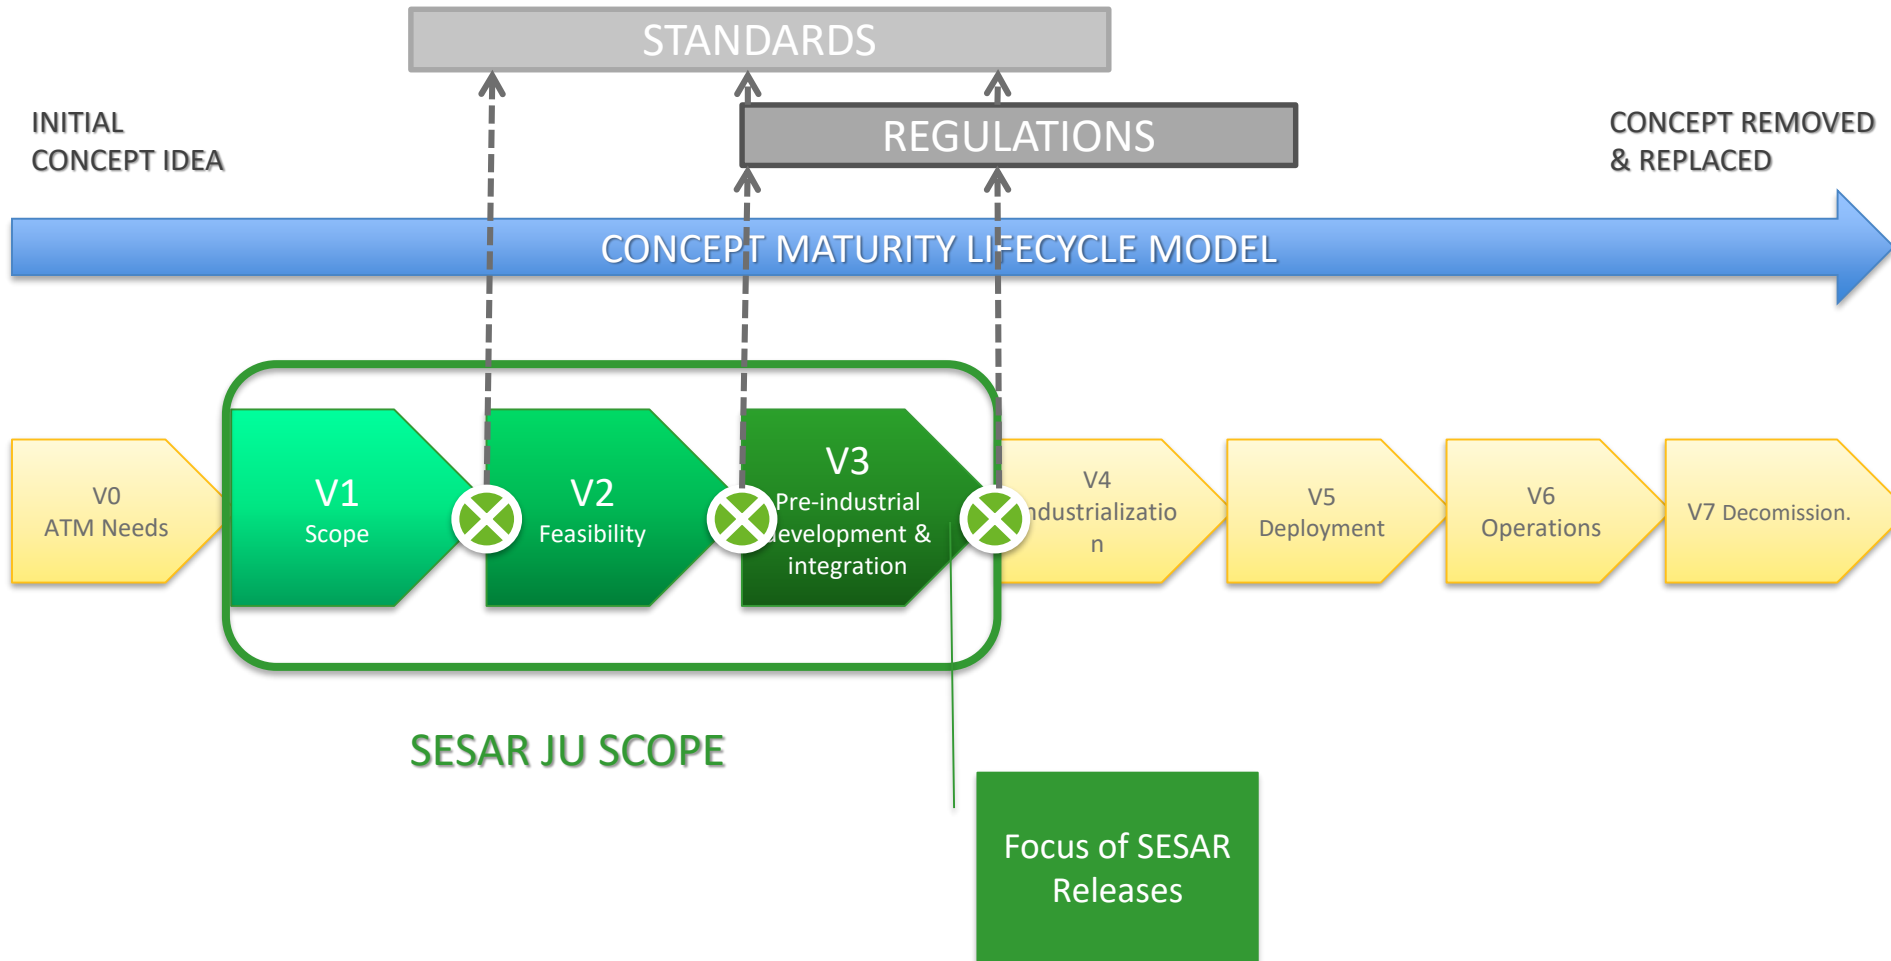 STANDARDS
REGULATIONS
INITIAL
CONCEPT IDEA
CONCEPT REMOVED
& REPLACED
CONCEPT MATURITY LIFECYCLE MODEL
V0
ATM Needs
V1
Scope
V2
Feasibility
V3
Pre-industrial
development &
integration
V4
ndustrializatio
n
V5
Deployment
V6
Operations
V7 Decomission.
SESAR JU SCOPE
Focus of SESAR
Releases